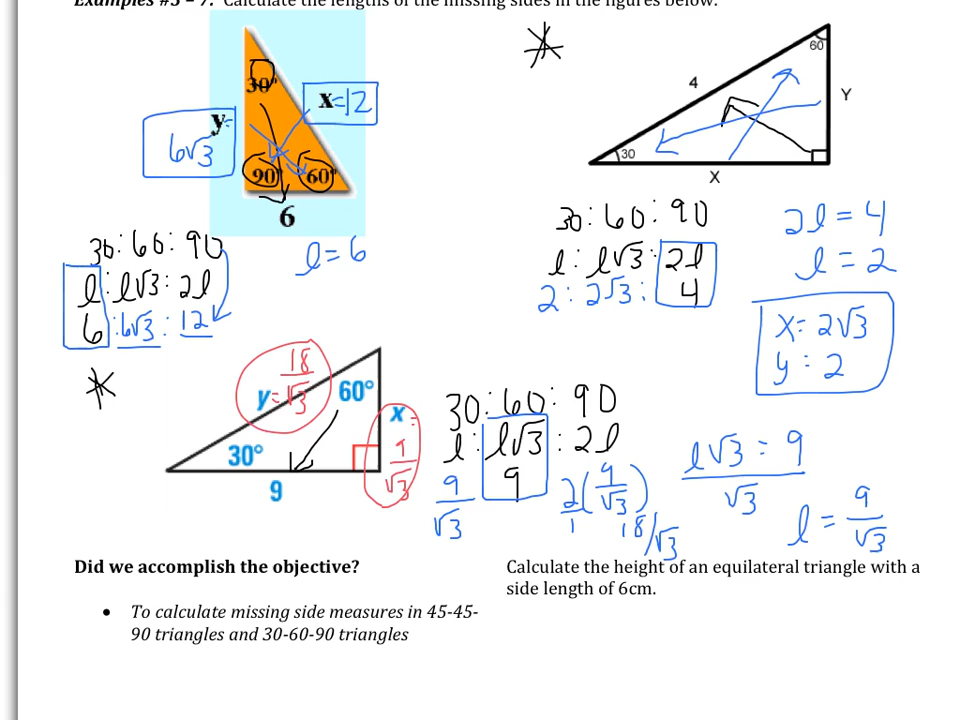 Examples #5 – 7: Calculate the lengths of the missing sides in the figures below.
30°
x=12
y=
6√3
90°
60°
6
30:60:90
l:l√3:2l
6:6√3:12
l=6
60
4
Y
30
X
30:60:90
l:l√3:2l
2:2√3:4
2l=4
l=2
x=2√3
y=2
y=18/√3
60°
x=9/√3
30°
9
30:60:90
l:l√3:2l
9/√3
9
2/1(9/√3)
18/√3
l√3=9
√3
l=9/√3
Did we accomplish the objective?
• To calculate missing side measures in 45-45-
90 triangles and 30-60-90 triangles
Calculate the height of an equilateral triangle with a
side length of 6cm.